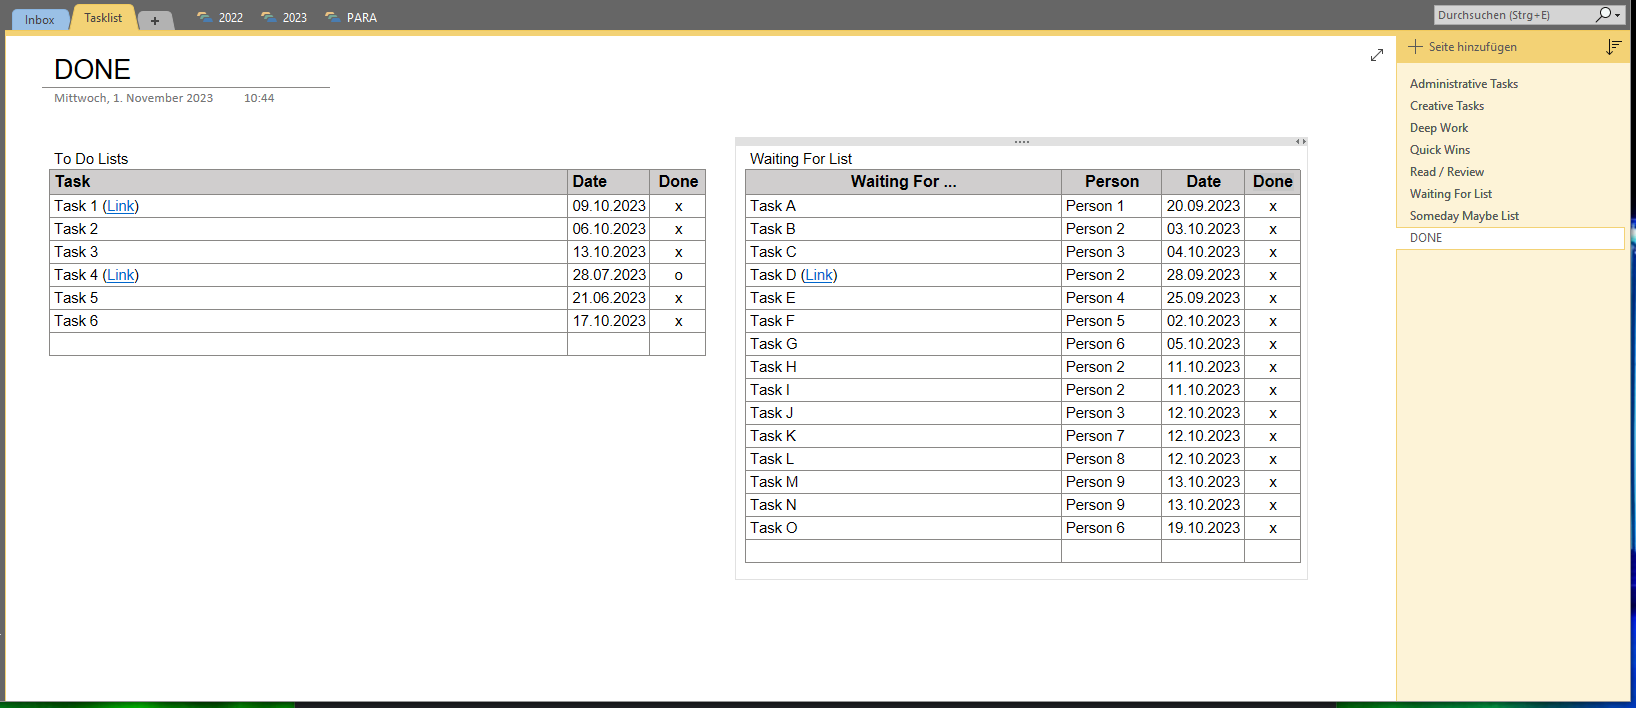 Inbox Tasklist + 2022 2023 PARA Durchsuchen (Strg+E)
DONE
Mittwoch, 1. November 2023 10:44
To Do Lists
Task Date Done
Task 1 (Link) 09.10.2023 x
Task 2 06.10.2023 x
Task 3 13.10.2023 x
Task 4 (Link) 28.07.2023 o
Task 5 21.06.2023 x
Task 6 17.10.2023 x
Waiting For List
Waiting For ... Person Date Done
Task A Person 1 20.09.2023 x
Task B Person 2 03.10.2023 x
Task C Person 3 04.10.2023 x
Task D (Link) Person 2 28.09.2023 x
Task E Person 4 25.09.2023 x
Task F Person 5 02.10.2023 x
Task G Person 6 05.10.2023 x
Task H Person 2 11.10.2023 x
Task I Person 2 11.10.2023 x
Task J Person 3 12.10.2023 x
Task K Person 7 12.10.2023 x
Task L Person 8 12.10.2023 x
Task M Person 9 13.10.2023 x
Task N Person 9 13.10.2023 x
Task O Person 6 19.10.2023 x
Seite hinzufügen
Administrative Tasks
Creative Tasks
Deep Work
Quick Wins
Read / Review
Waiting For List
Someday Maybe List
DONE